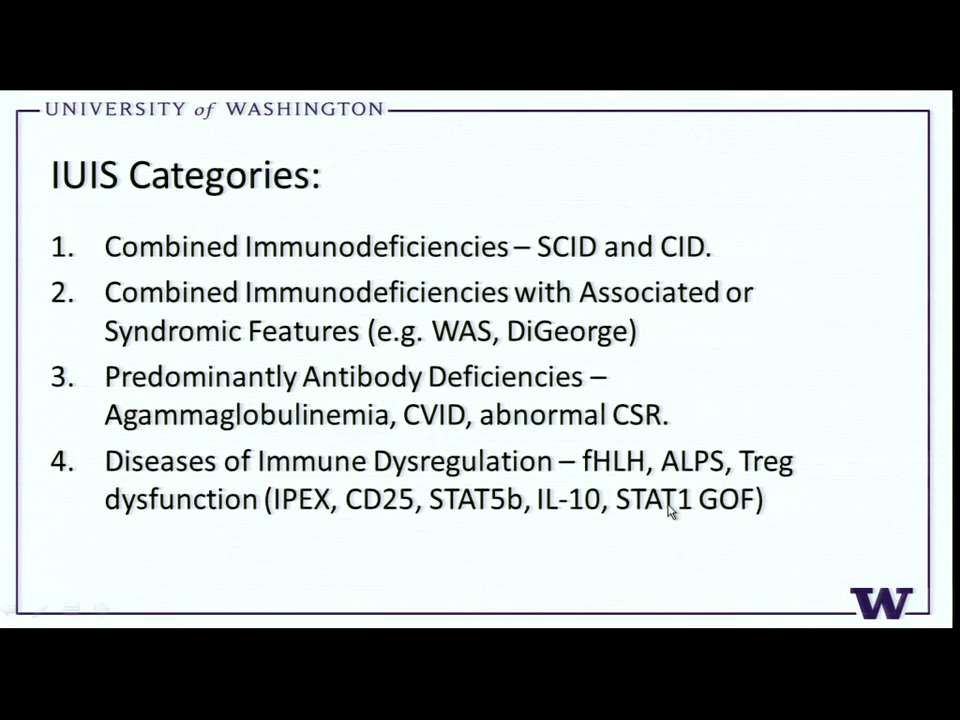 UNIVERSITY of WASHINGTON
IUIS Categories:
1. Combined Immunodeficiencies – SCID and CID.
2. Combined Immunodeficiencies with Associated or
Syndromic Features (e.g. WAS, DiGeorge)
3. Predominantly Antibody Deficiencies –
Agammaglobulinemia, CVID, abnormal CSR.
4. Diseases of Immune Dysregulation – fHLH, ALPS, Treg
dysfunction (IPEX, CD25, STAT5b, IL-10, STAT1 GOF)
W